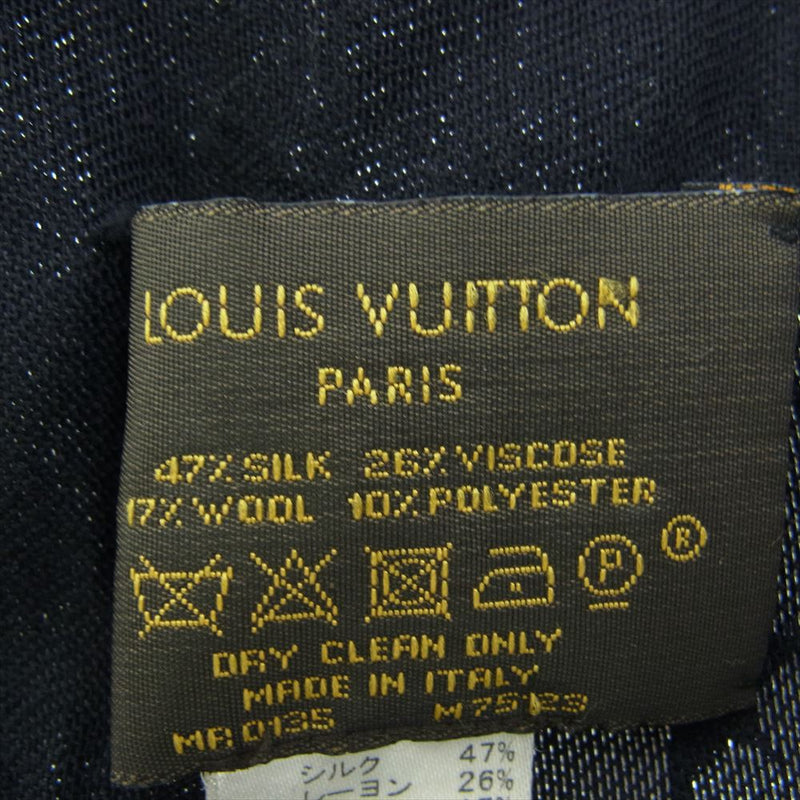 LOUIS VUITTON
PARIS
47% SILK 26% VISCOSE
17% WOOL 10% POLYESTER
P ®
DRY CLEAN ONLY
MADE IN ITALY
MR0135 M75123
シルク 47%
レーヨン 26%